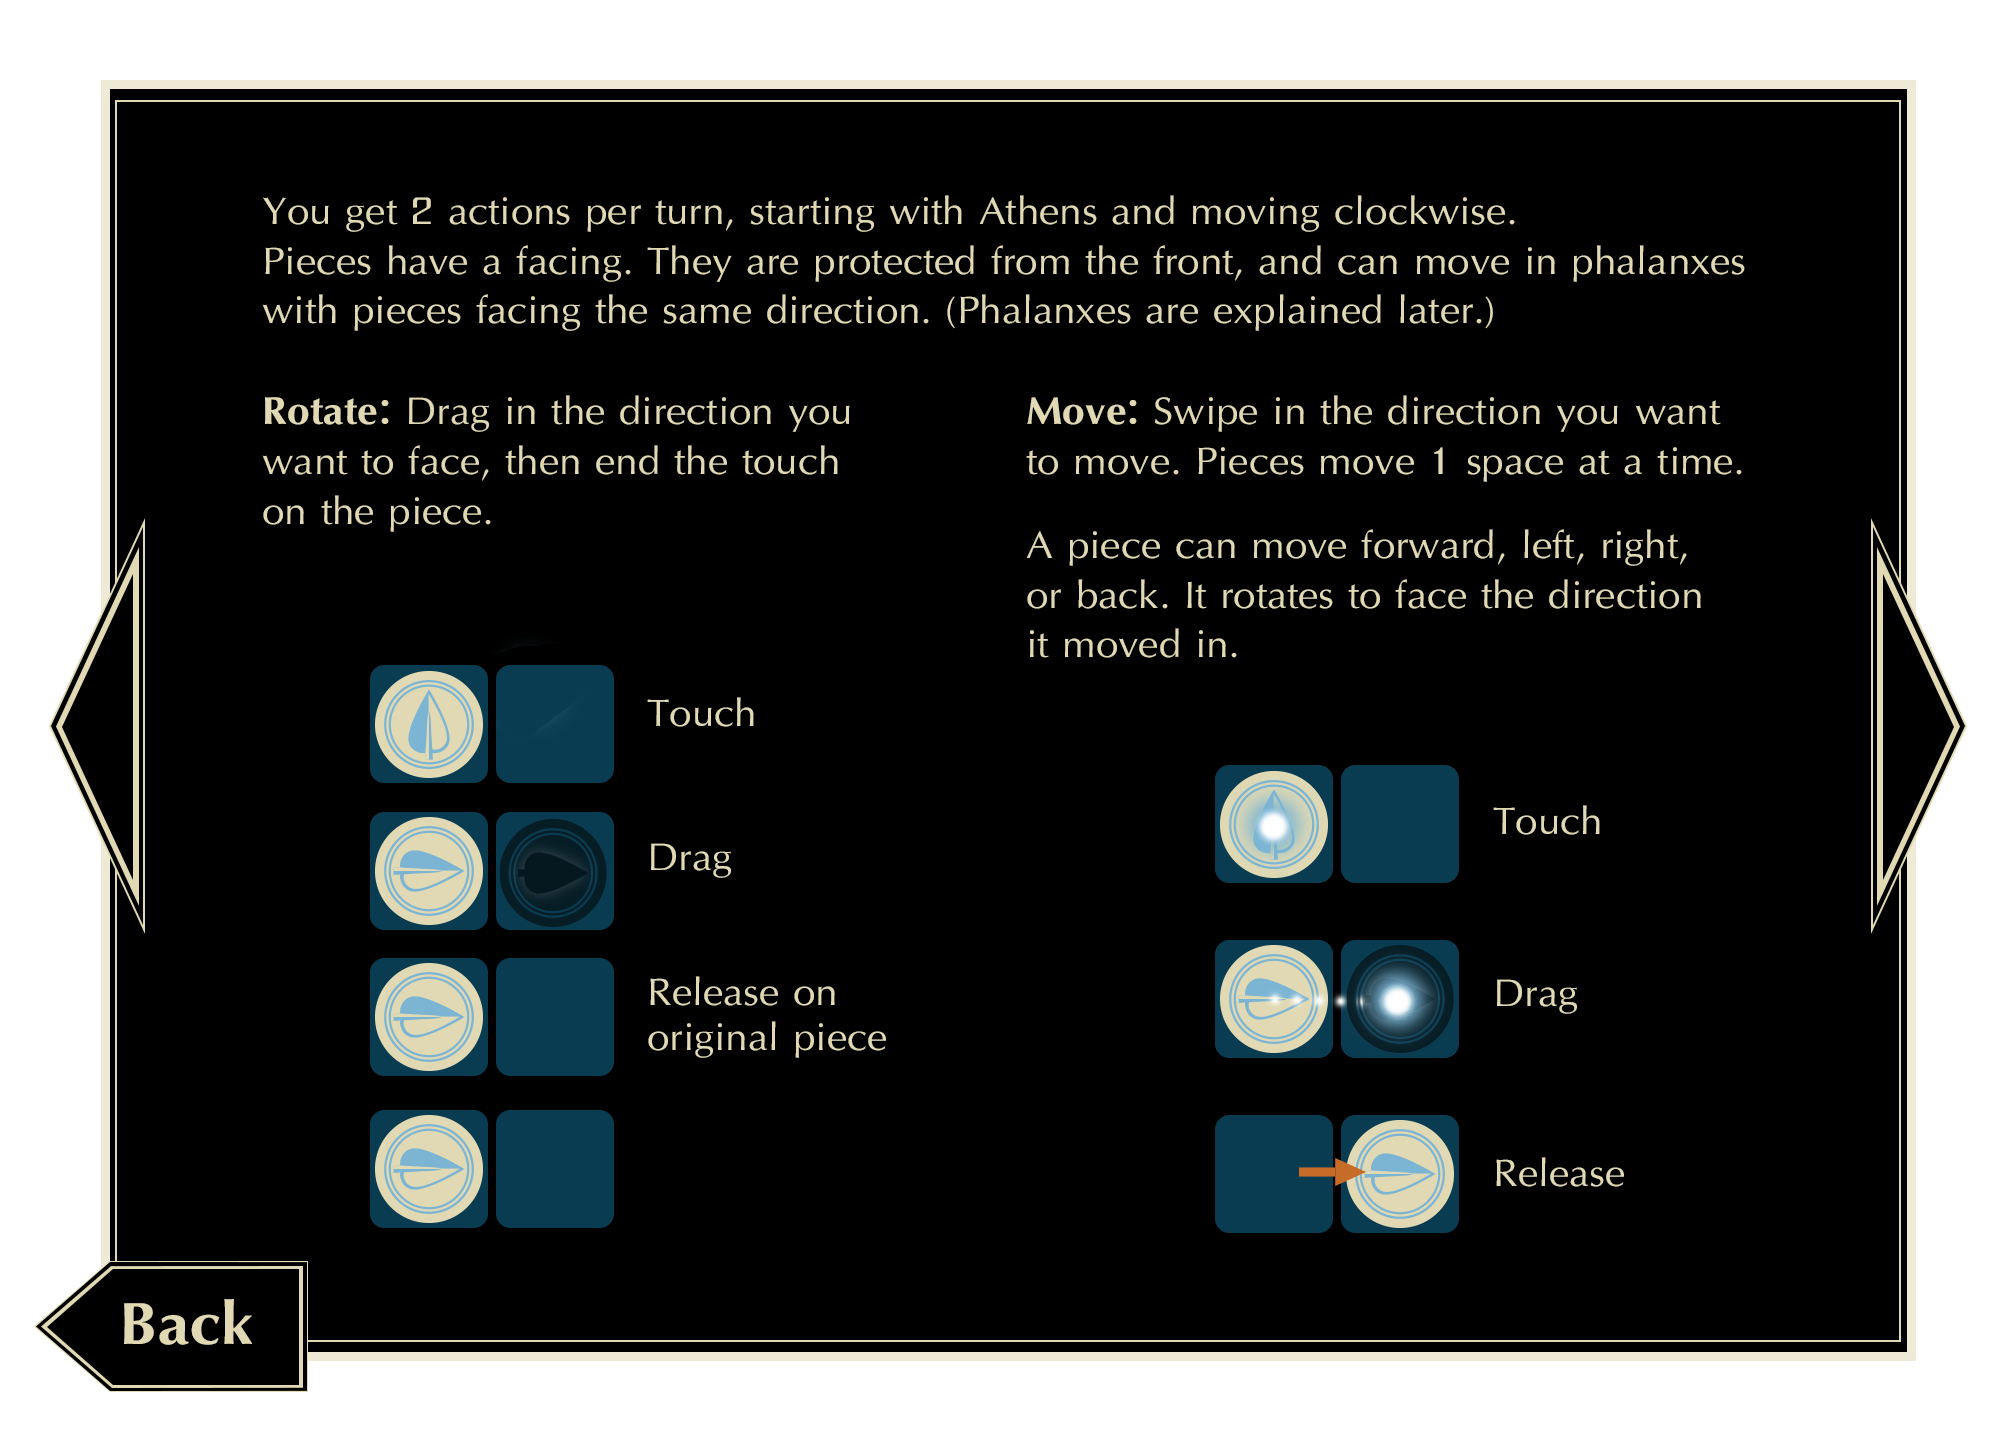 You get 2 actions per turn, starting with Athens and moving clockwise.
Pieces have a facing. They are protected from the front, and can move in phalanxes
with pieces facing the same direction. (Phalanxes are explained later.)
Rotate: Drag in the direction you
want to face, then end the touch
on the piece.
Touch
Drag
Release on
original piece
Move: Swipe in the direction you want
to move. Pieces move 1 space at a time.
A piece can move forward, left, right,
or back. It rotates to face the direction
it moved in.
Touch
Drag
Release
Back